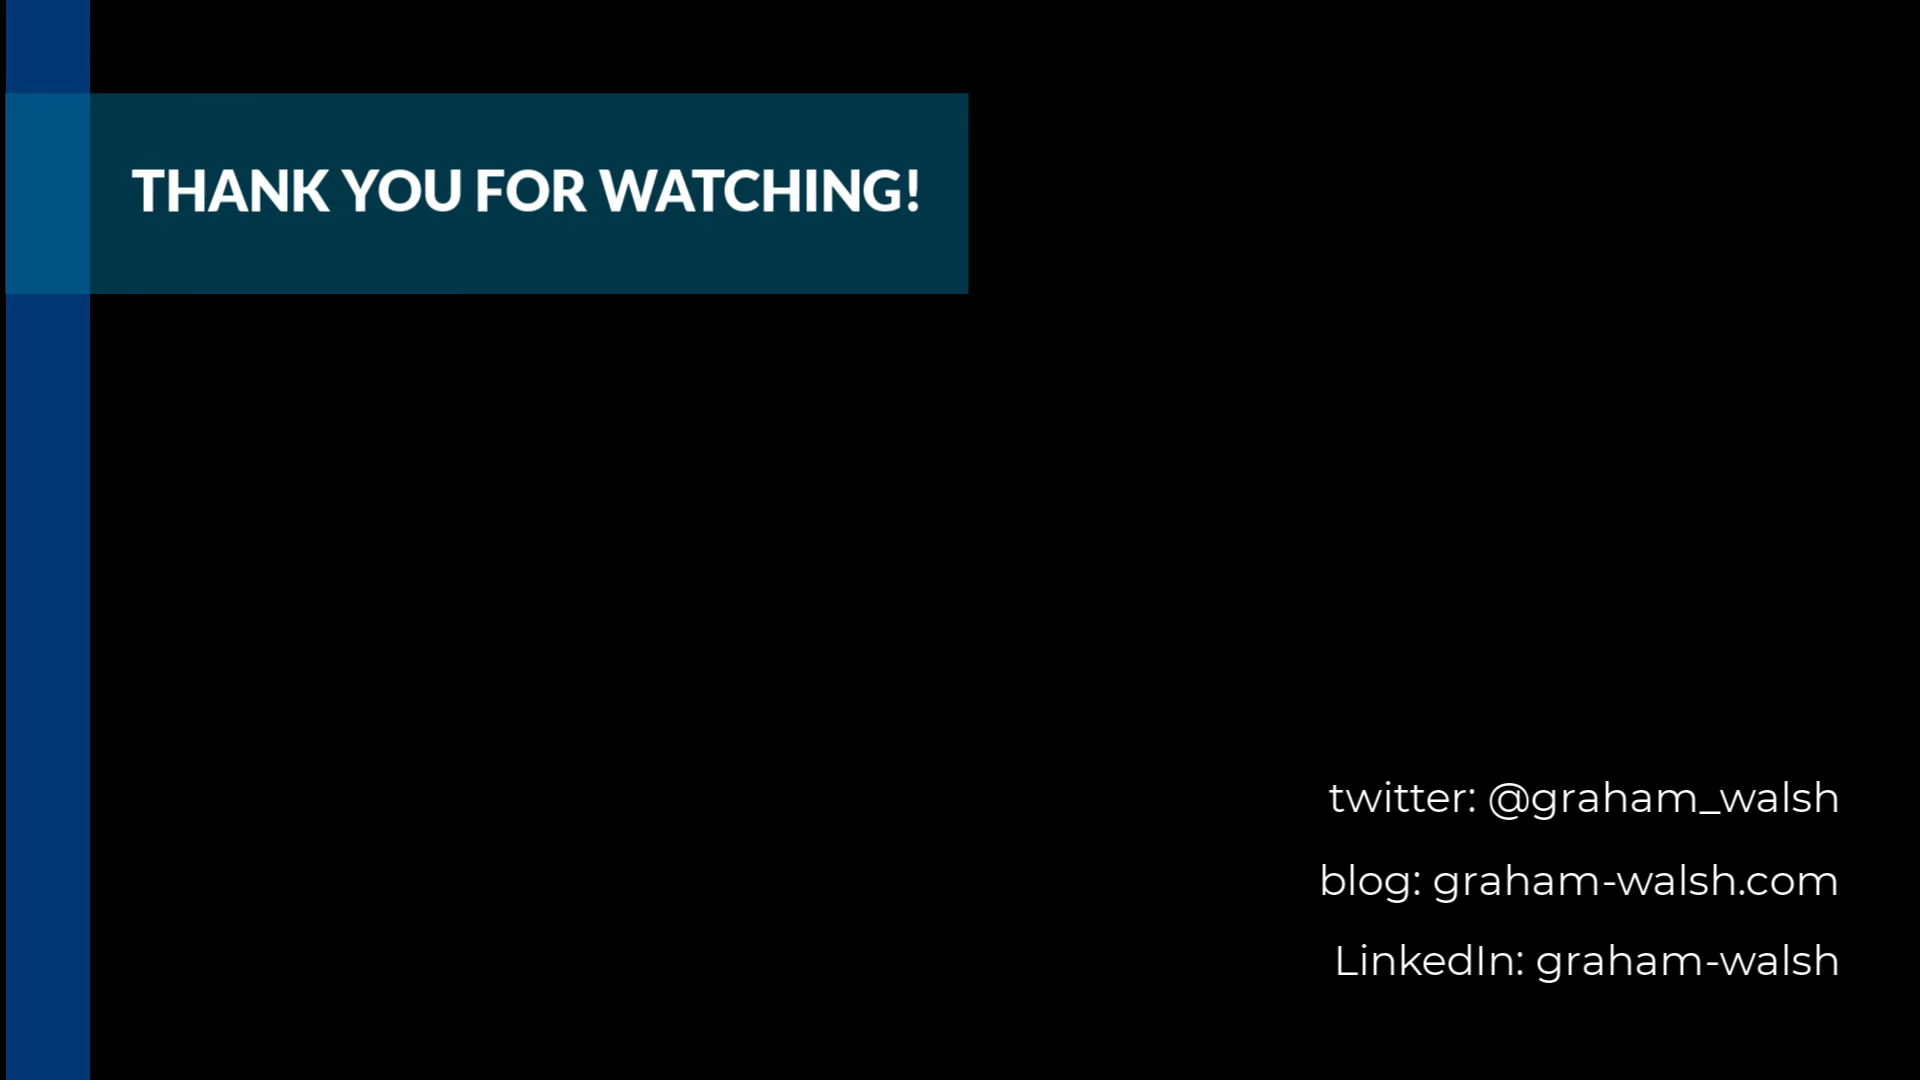 THANK YOU FOR WATCHING!
twitter: @graham_walsh
blog: graham-walsh.com
LinkedIn: graham-walsh